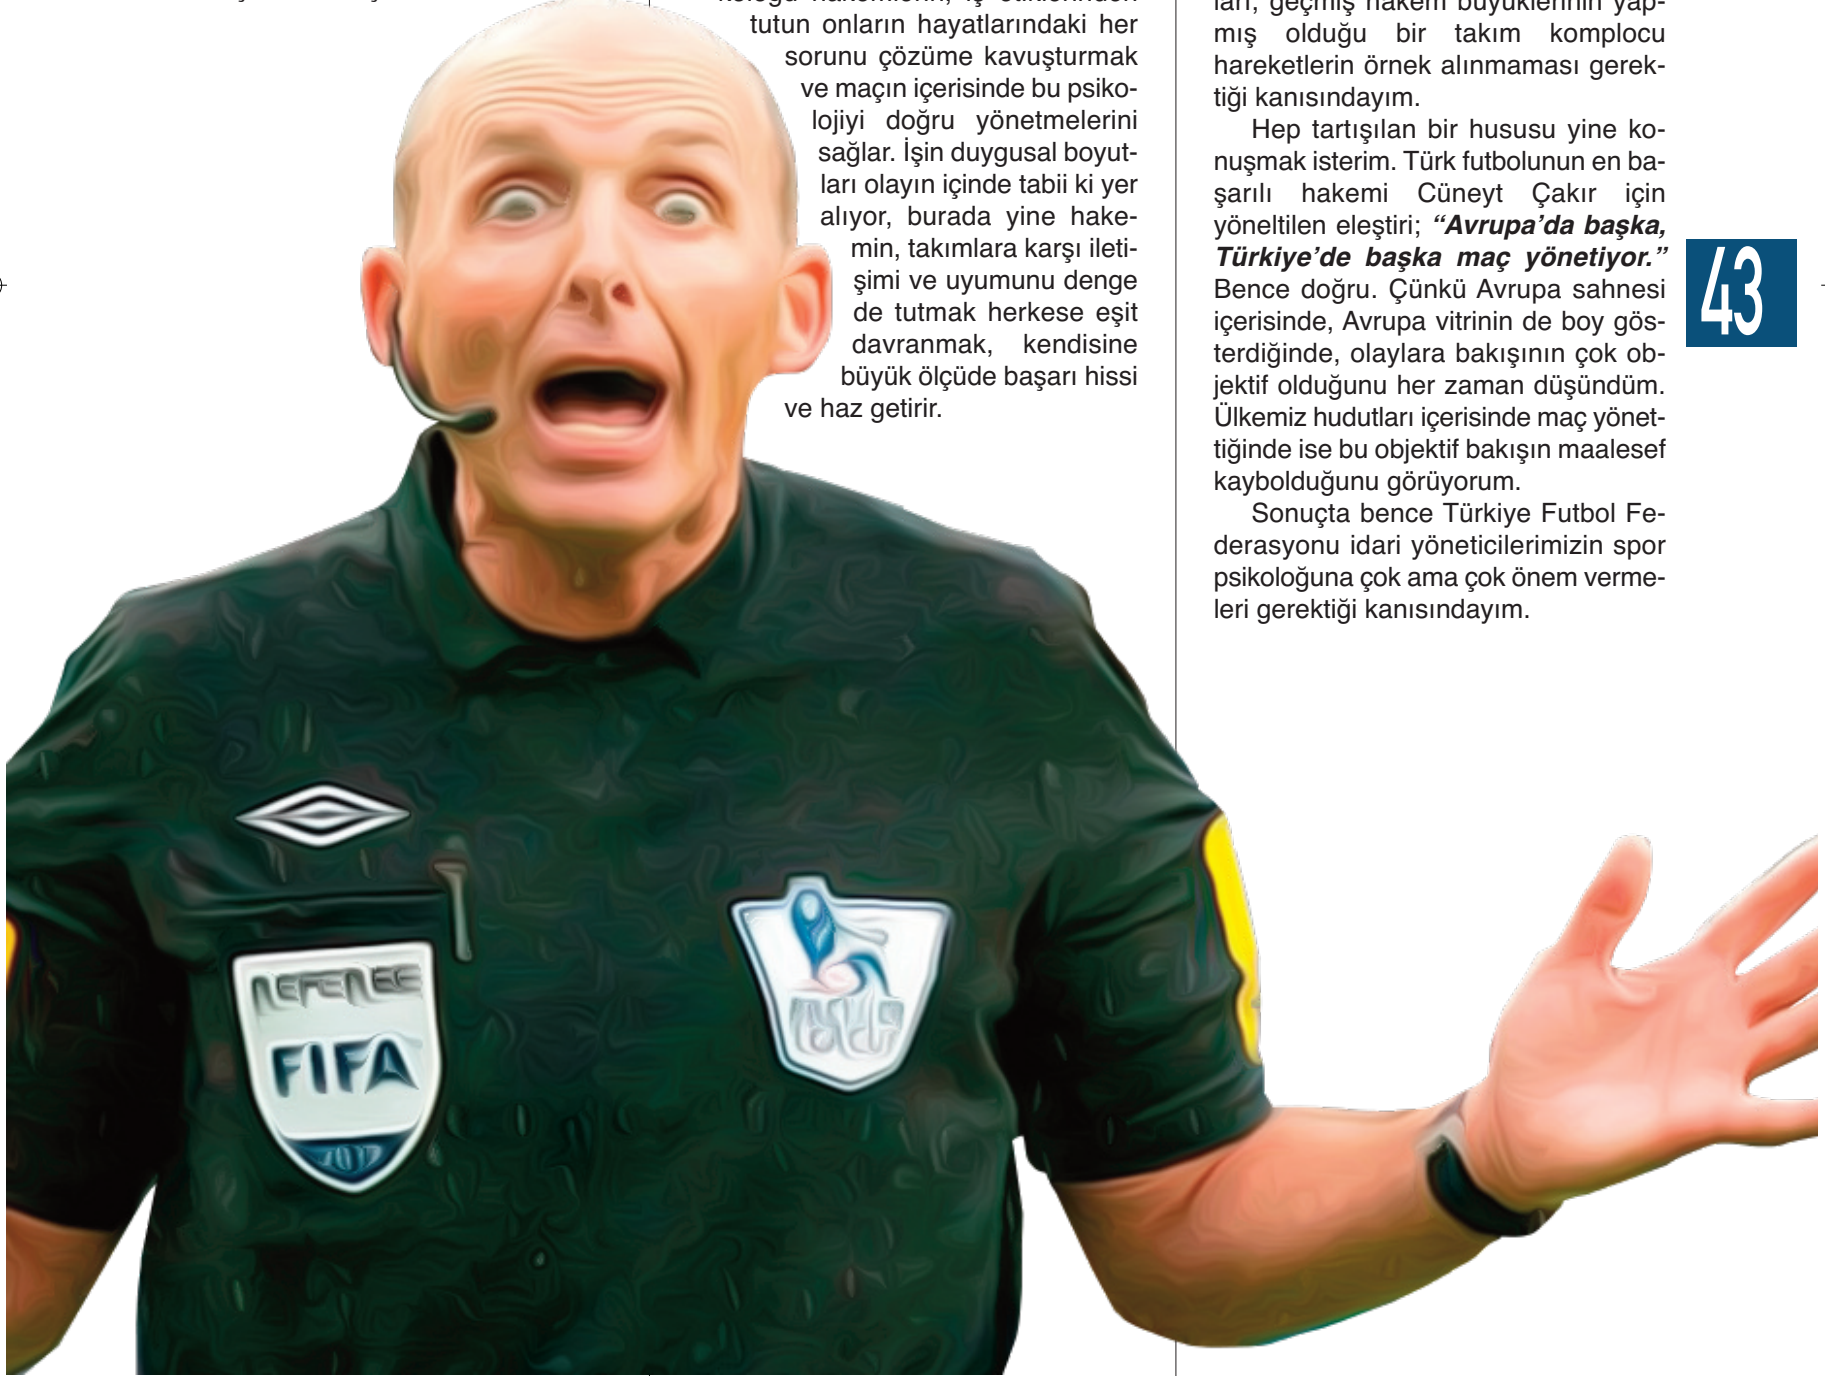 tutun onların hayatlarındaki her
sorunu çözüme kavuşturmak
ve maçın içerisinde bu psiko-
lojiyi doğru yönetmelerini
sağlar. İşin duygusal boyut-
ları olayın içinde tabii ki yer
alıyor, burada yine hake-
min, takımlara karşı ileti-
şimi ve uyumunu denge
de tutmak herkese eşit
davranmak, kendisine
büyük ölçüde başarı hissi
ve haz getirir.
ları, geçmiş hakem büyüklerinin yap-
mış olduğu bir takım komplocu
hareketlerin örnek alınmaması gerek-
tiği kanısındayım.
Hep tartışılan bir hususu yine ko-
nuşmak isterim. Türk futbolunun en ba-
şarılı hakemi Cüneyt Çakır için
yöneltilen eleştiri; “Avrupa’da başka,
Türkiye’de başka maç yönetiyor.”
Bence doğru. Çünkü Avrupa sahnesi
içerisinde, Avrupa vitrinin de boy gös-
terdiğinde, olaylara bakışının çok ob-
jektif olduğunu her zaman düşündüm.
Ülkemiz hudutları içerisinde maç yönet-
tiğinde ise bu objektif bakışın maalesef
kaybolduğunu görüyorum.
Sonuçta bence Türkiye Futbol Fe-
derasyonu idari yöneticilerimizin spor
psikoloğuna çok ama çok önem verme-
leri gerektiği kanısındayım.
43
REFEREE
FIFA